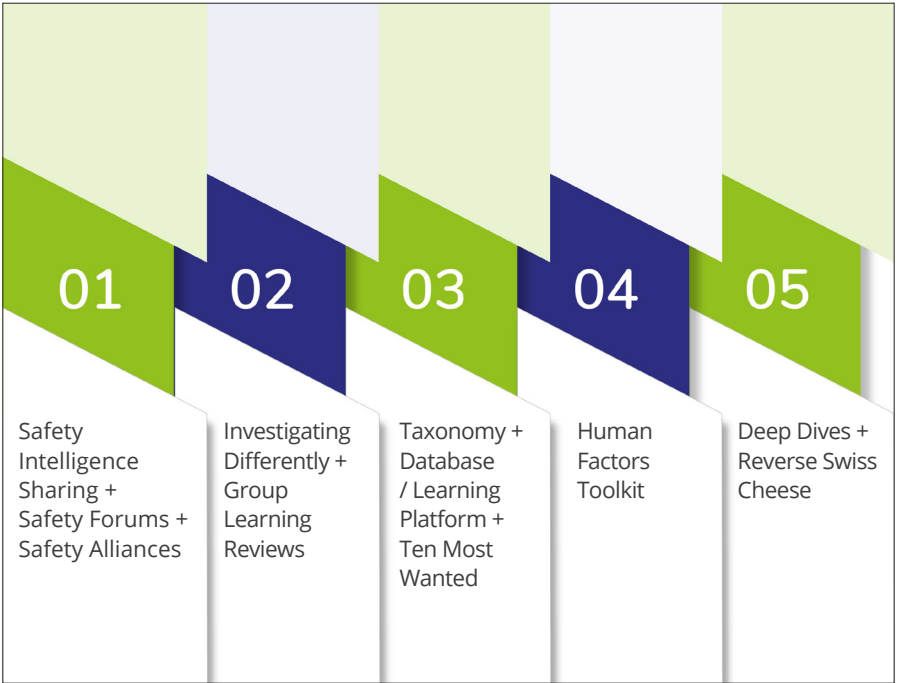 01
02
03
04
05
Safety
Intelligence
Sharing +
Safety Forums +
Safety Alliances
Investigating
Differently +
Group
Learning
Reviews
Taxonomy +
Database
/ Learning
Platform +
Ten Most
Wanted
Human
Factors
Toolkit
Deep Dives +
Reverse Swiss
Cheese